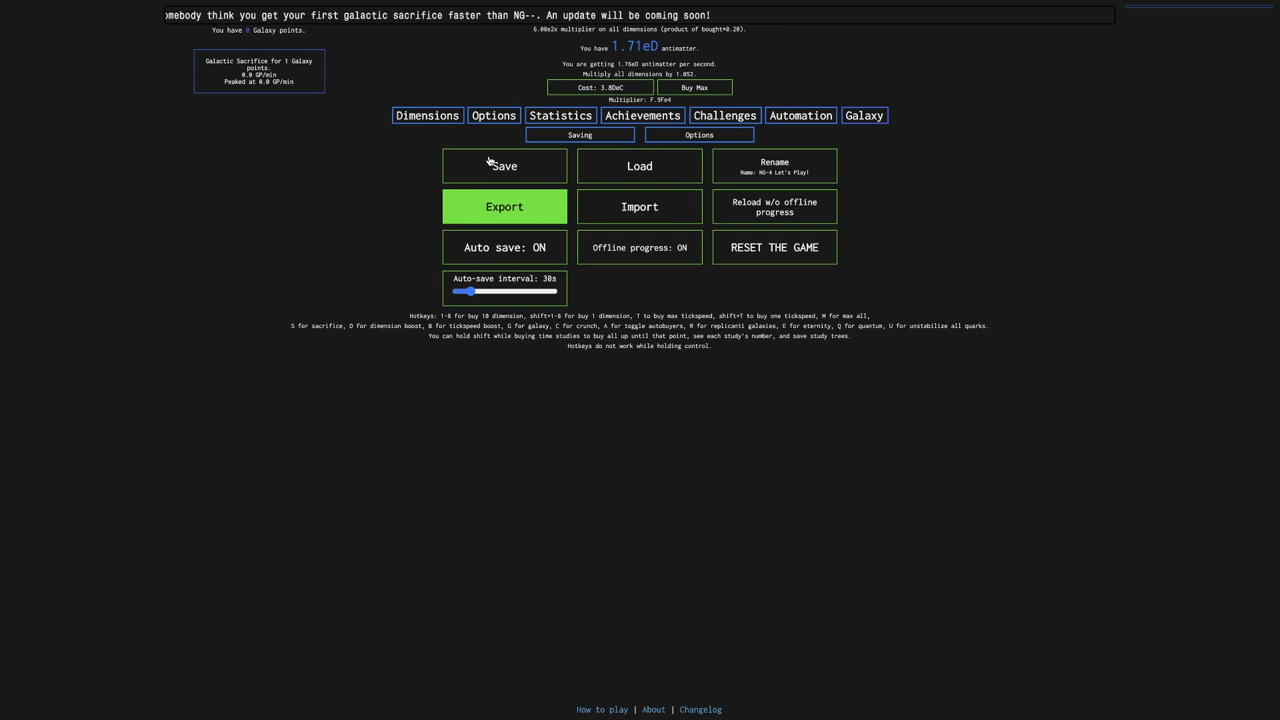 omebody think you get your first galactic sacrifice faster than NG--. An update will be coming soon!
You have 0 Galaxy points.
6.00e2x multiplier on all dimensions (product of bought*0.20).
You have 1.71eD antimatter.
Galactic Sacrifice for 1 Galaxy
points.
0.0 GP/min
Peaked at 0.0 GP/min
You are getting 1.76eD antimatter per second.
Multiply all dimensions by 1.052.
Cost: 3.8DeC
Buy Max
Multiplier: F.9Fe4
Dimensions
Options
Statistics
Achievements
Challenges
Automation
Galaxy
Saving
Options
Save
Load
Rename
Name: NG-4 Let's Play!
Export
Import
Reload w/o offline
progress
Auto save: ON
Offline progress: ON
RESET THE GAME
Auto-save interval: 30s
Hotkeys: 1-8 for buy 10 dimension, shift+1-8 for buy 1 dimension, T to buy max tickspeed, shift+T to buy one tickspeed, M for max all,
S for sacrifice, D for dimension boost, B for tickspeed boost, G for galaxy, C for crunch, A for toggle autobuyers, R for replicanti galaxies, E for eternity, Q for quantum, U for unstabilize all quarks.
You can hold shift while buying time studies to buy all up until that point, see each study's number, and save study trees.
Hotkeys do not work while holding control.
How to play | About | Changelog